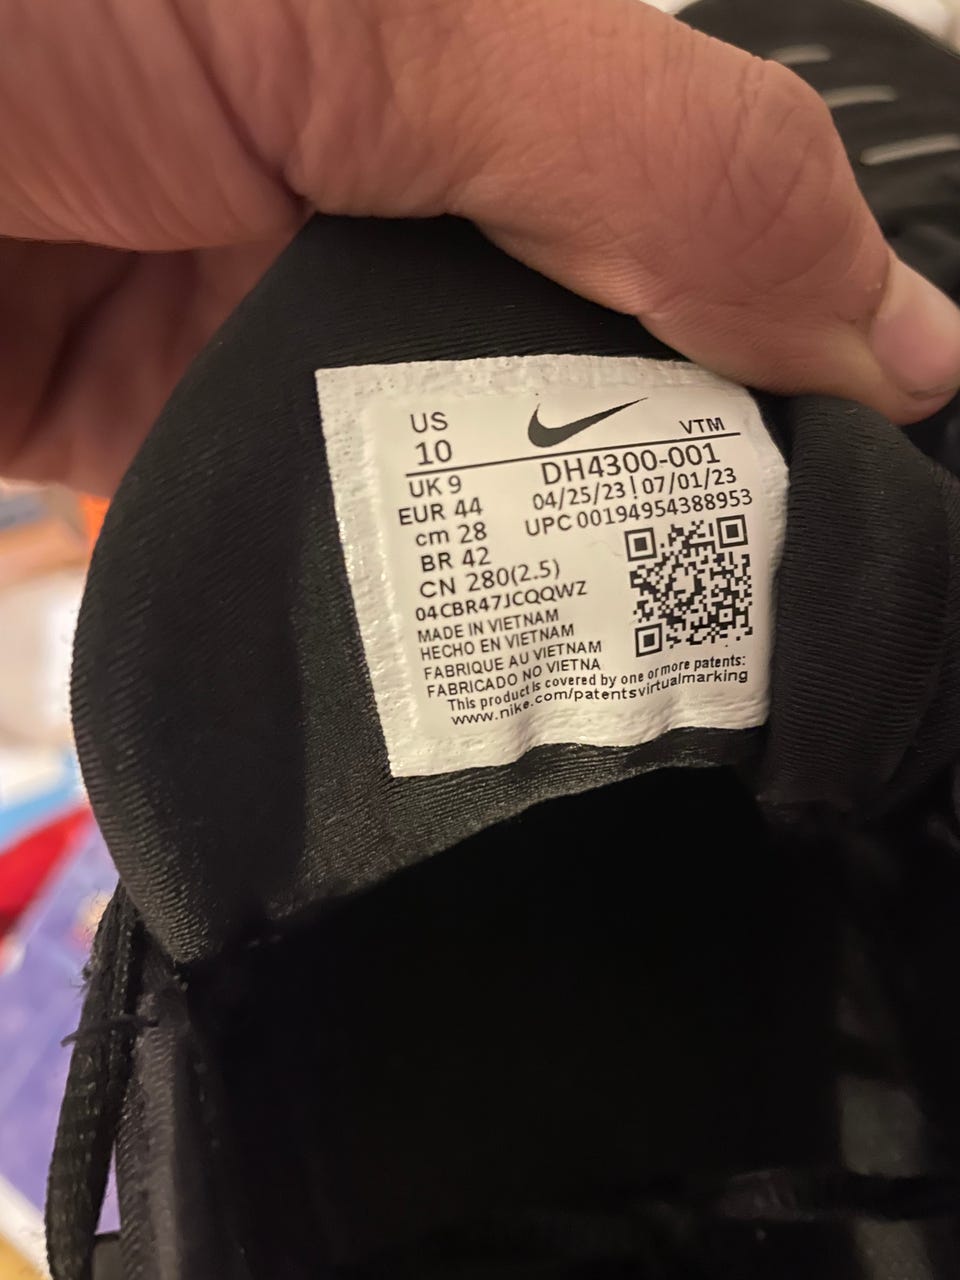 US
10
VTM
UK 9
DH4300-001
EUR 44
04/25/23 | 07/01/23
cm 28
UPC 00194954388953
BR 42
CN 280(2.5)
04CBR47JCQQWZ
MADE IN VIETNAM
HECHO EN VIETNAM
FABRIQUE AU VIETNAM
FABRICADO NO VIETNA
This product is covered by one or more patents:
www.nike.com/patentsvirtualmarking